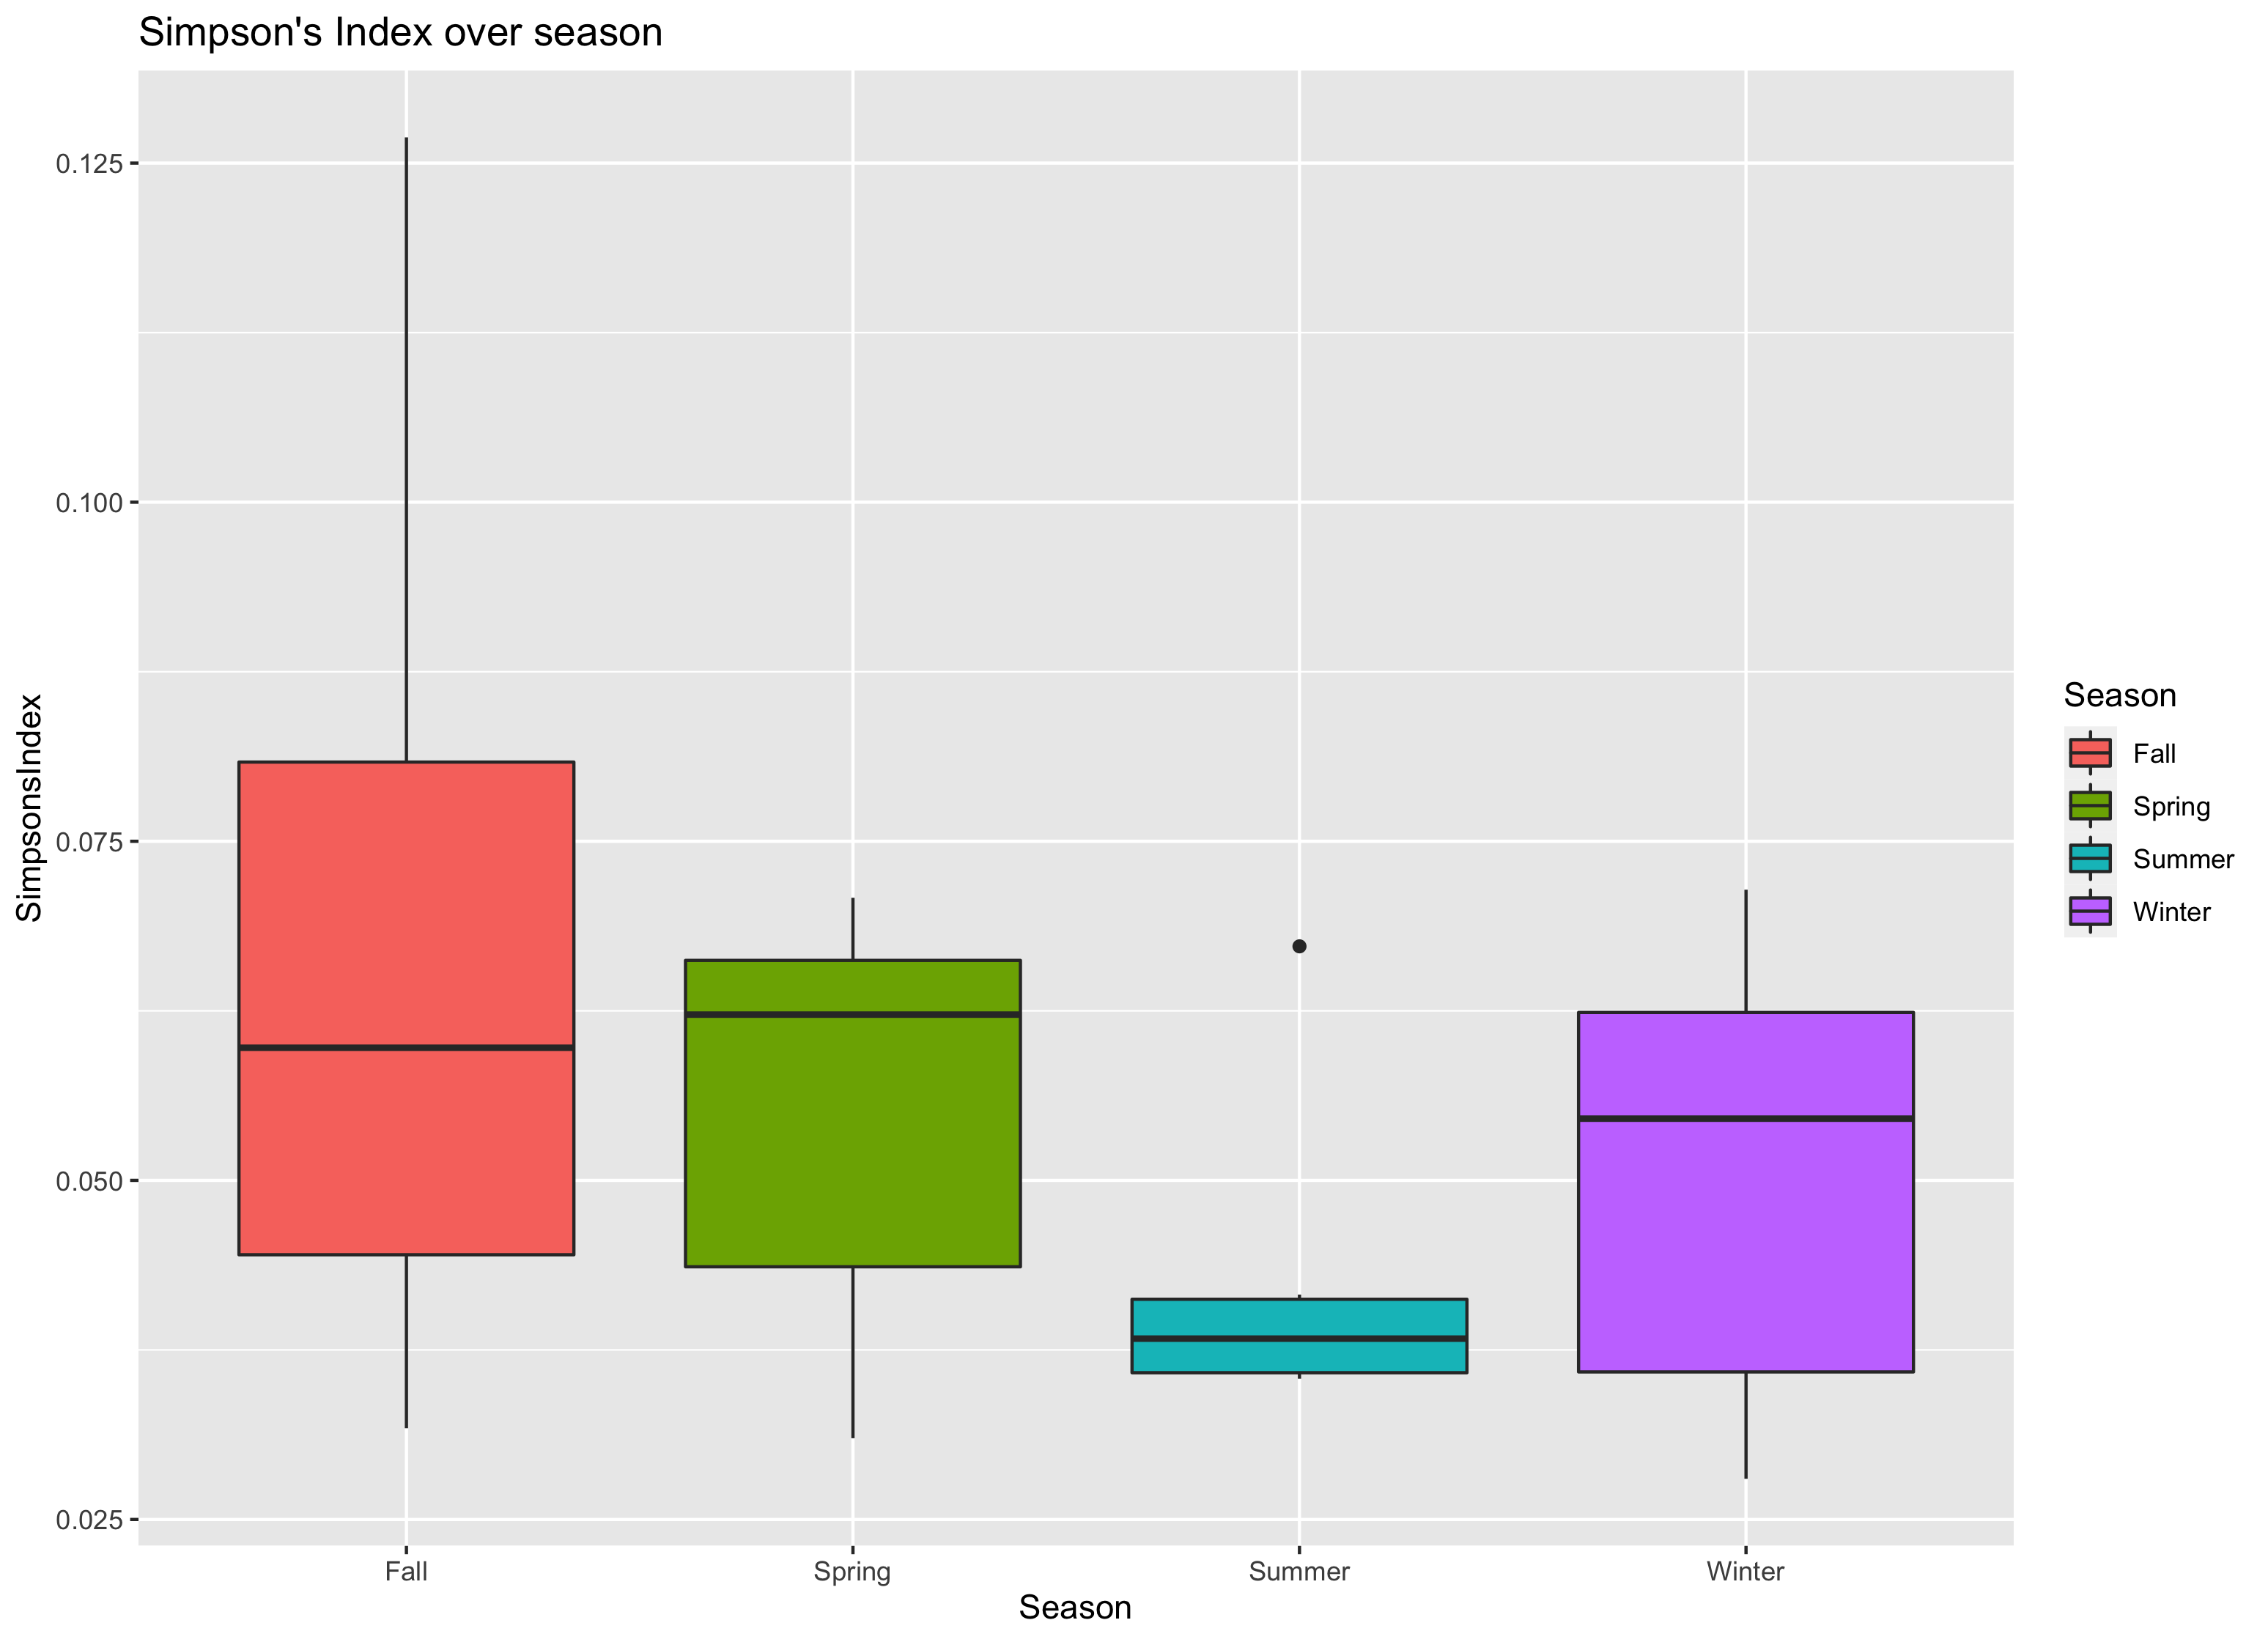 Simpson's Index over season
SimpsonsIndex
0.125
0.100
0.075
0.050
0.025
Fall
Spring
Summer
Winter
Season
Season
Fall
Spring
Summer
Winter